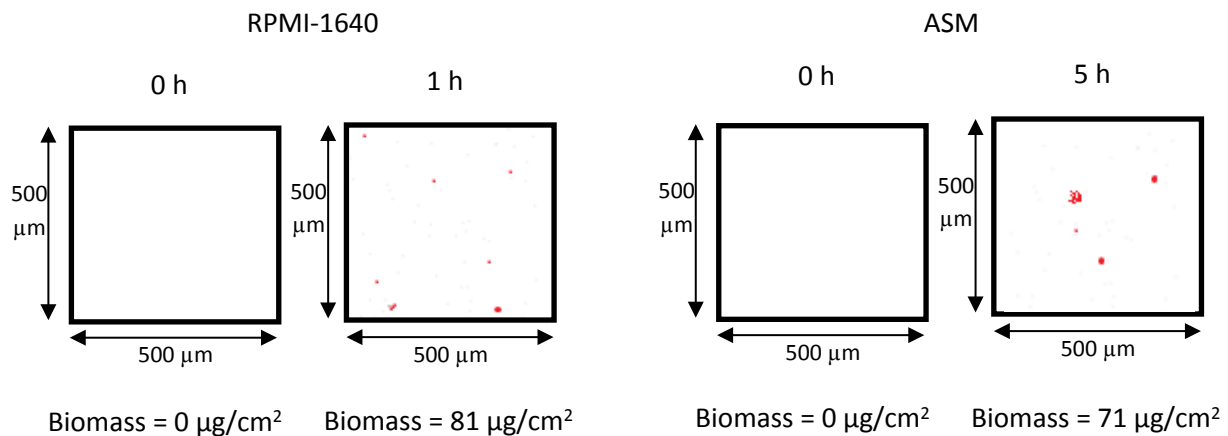 RPMI-1640
ASM
0 h
1 h
0 h
5 h
500
μm
500
μm
500
μm
500
μm
500 μm
500 μm
500 μm
500 μm
Biomass = 0 μg/cm²
Biomass = 81 μg/cm²
Biomass = 0 μg/cm²
Biomass = 71 μg/cm²